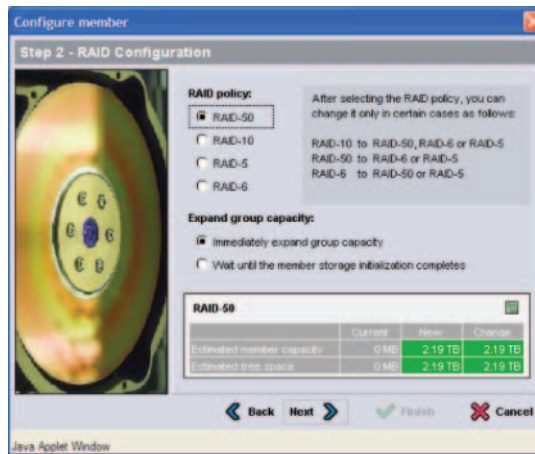 Configure member
Step 2 - RAID Configuration
RAID policy:
RAID-50
RAID-10
RAID-5
RAID-6
After selecting the RAID policy, you can
change it only in certain cases as follows:
RAID-10 to RAID-50, RAID-6 or RAID-5
RAID-50 to RAID-6 or RAID-5
RAID-6 to RAID-50 or RAID-5
Expand group capacity:
Immediately expand group capacity
Wait until the member storage initialization completes
RAID-50
Current New Change
Estimated member capacity 0 MB 2.19 TB 2.19 TB
Estimated free space 0 MB 2.19 TB 2.19 TB
Back Next Finish Cancel
Java Applet Window